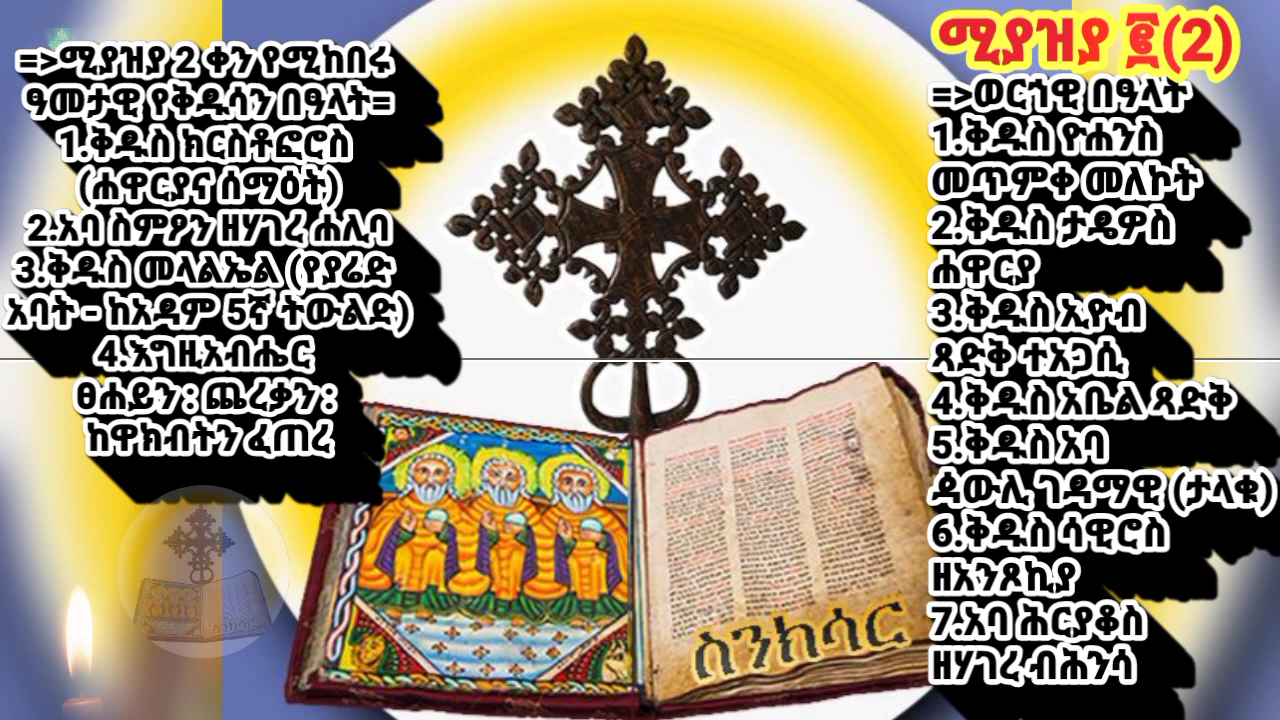 =>ሚያዝያ 2 ቀን የሚከበሩ
ዓመታዊ የቅዱሳን በዓላት=
1.ቅዱስ ክርስቶፎሮስ
(ሐዋርያና ሰማዕት)
2.አባ ስምዖን ዘሃገረ ሐሊባ
3.ቅዱስ መላልኤል (የያሬድ
አባት - ከአዳም 5ኛ ትውልድ)
4.እግዚአብሔር
ፀሐይን : ጨረቃን :
ከዋክብትን ፈጠረ
ሚያዝያ ፪(2)
=>ወርኀዊ በዓላት
1.ቅዱስ ዮሐንስ
መጥምቀ መለኮት
2.ቅዱስ ታዴዎስ
ሐዋርያ
3.ቅዱስ ኢዮብ
ጻድቅ ተአጋሲ
4.ቅዱስ አቤል ጻድቅ
5.ቅዱስ አባ
ዻውሊ ገዳማዊ (ታላቁ)
6.ቅዱስ ሳዊሮስ
ዘአንጾኪያ
7.አባ ሕርያቆስ
ዘሃገረ ብሕንሳ
ስንክሳር